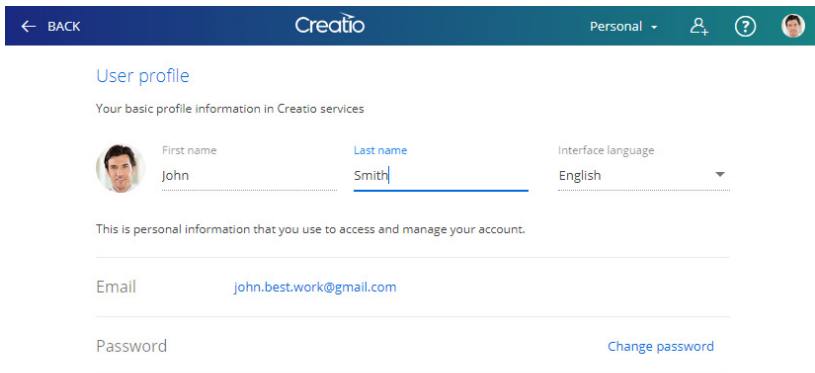 ← BACK Creatio Personal
User profile
Your basic profile information in Creatio services
First name Last name Interface language
John Smith English
This is personal information that you use to access and manage your account.
Email john.best.work@gmail.com
Password Change password